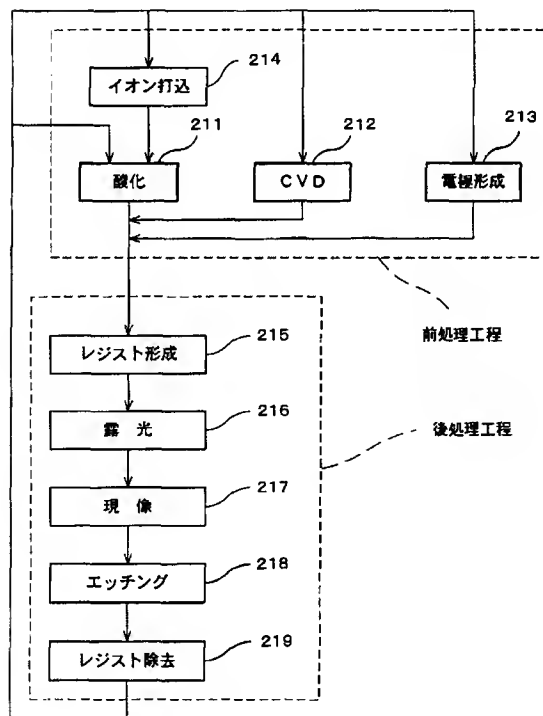 214
イオン打込
211
212
213
酸化
CVD
電極形成
前処理工程
215
レジスト形成
216
露 光
後処理工程
217
現 像
218
エッチング
219
レジスト除去